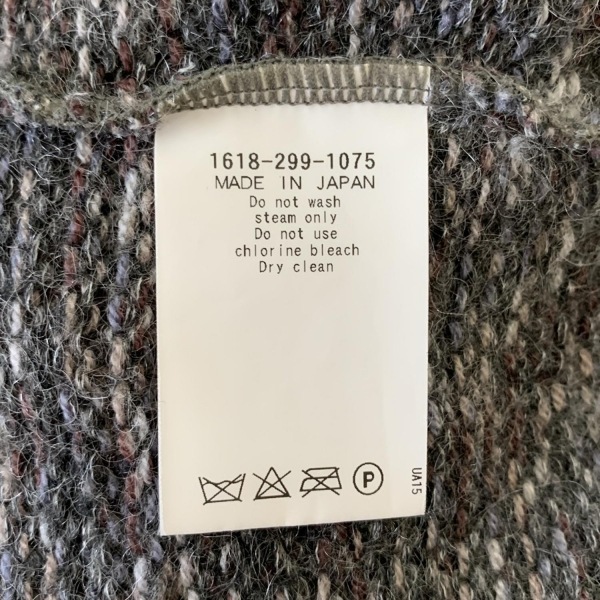 1618-299-1075
MADE IN JAPAN
Do not wash
steam only
Do not use
chlorine bleach
Dry clean
P
UA15